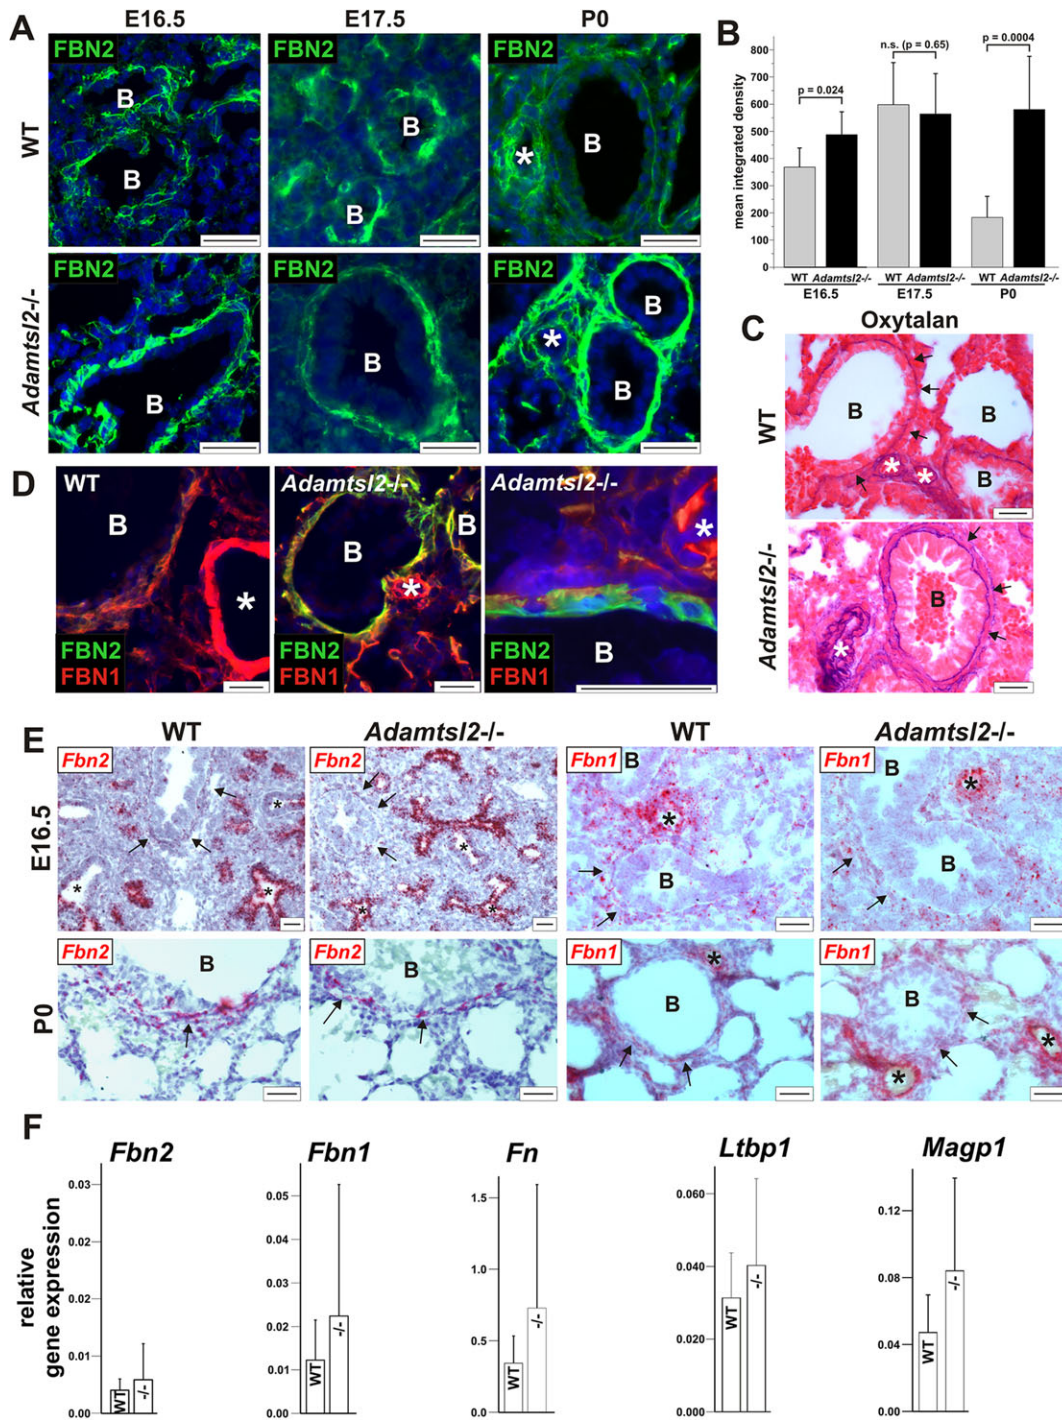 A
E16.5 E17.5 P0
WT
FBN2 FBN2 FBN2
B B B * B
B
Adamtsl2-/-
FBN2 FBN2 FBN2
B B * B
B
B
mean integrated density
800
700
600
500
400
300
200
100
0
p = 0.024
n.s. (p = 0.65)
p = 0.0004
WT Adamtsl2-/- WT Adamtsl2-/- WT Adamtsl2-/-
E16.5 E17.5 P0
C
Oxytalan
WT
B B
* *
B
Adamtsl2-/-
B
*
D
WT Adamtsl2-/- Adamtsl2-/-
B B B *
* *
FBN2 FBN2 FBN2
FBN1 FBN1 FBN1
B
E
WT Adamtsl2-/- WT Adamtsl2-/-
E16.5
Fbn2 Fbn2 Fbn1 Fbn1
B B
* * * *
* * B B
* *
P0
Fbn2 Fbn2 Fbn1 Fbn1
B B B * B
* *
F
relative
gene expression
Fbn2
0.03
0.02
0.02
0.01
0.01
0.00
WT -/-
Fbn1
0.05
0.04
0.03
0.02
0.01
0.00
WT -/-
Fn
1.5
1.0
0.5
0.0
WT -/-
Ltbp1
0.060
0.040
0.020
0.000
WT -/-
Magp1
0.12
0.08
0.04
0.00
WT -/-